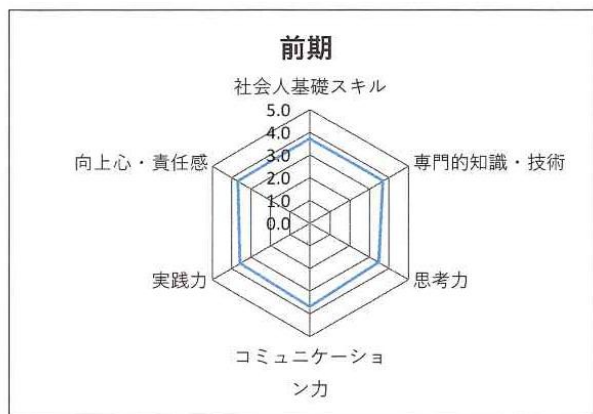 前期
社会人基礎スキル
5.0
4.0
3.0
2.0
1.0
0.0
専門的知識・技術
思考力
コミュニケーショ
ン力
実践力
向上心・責任感